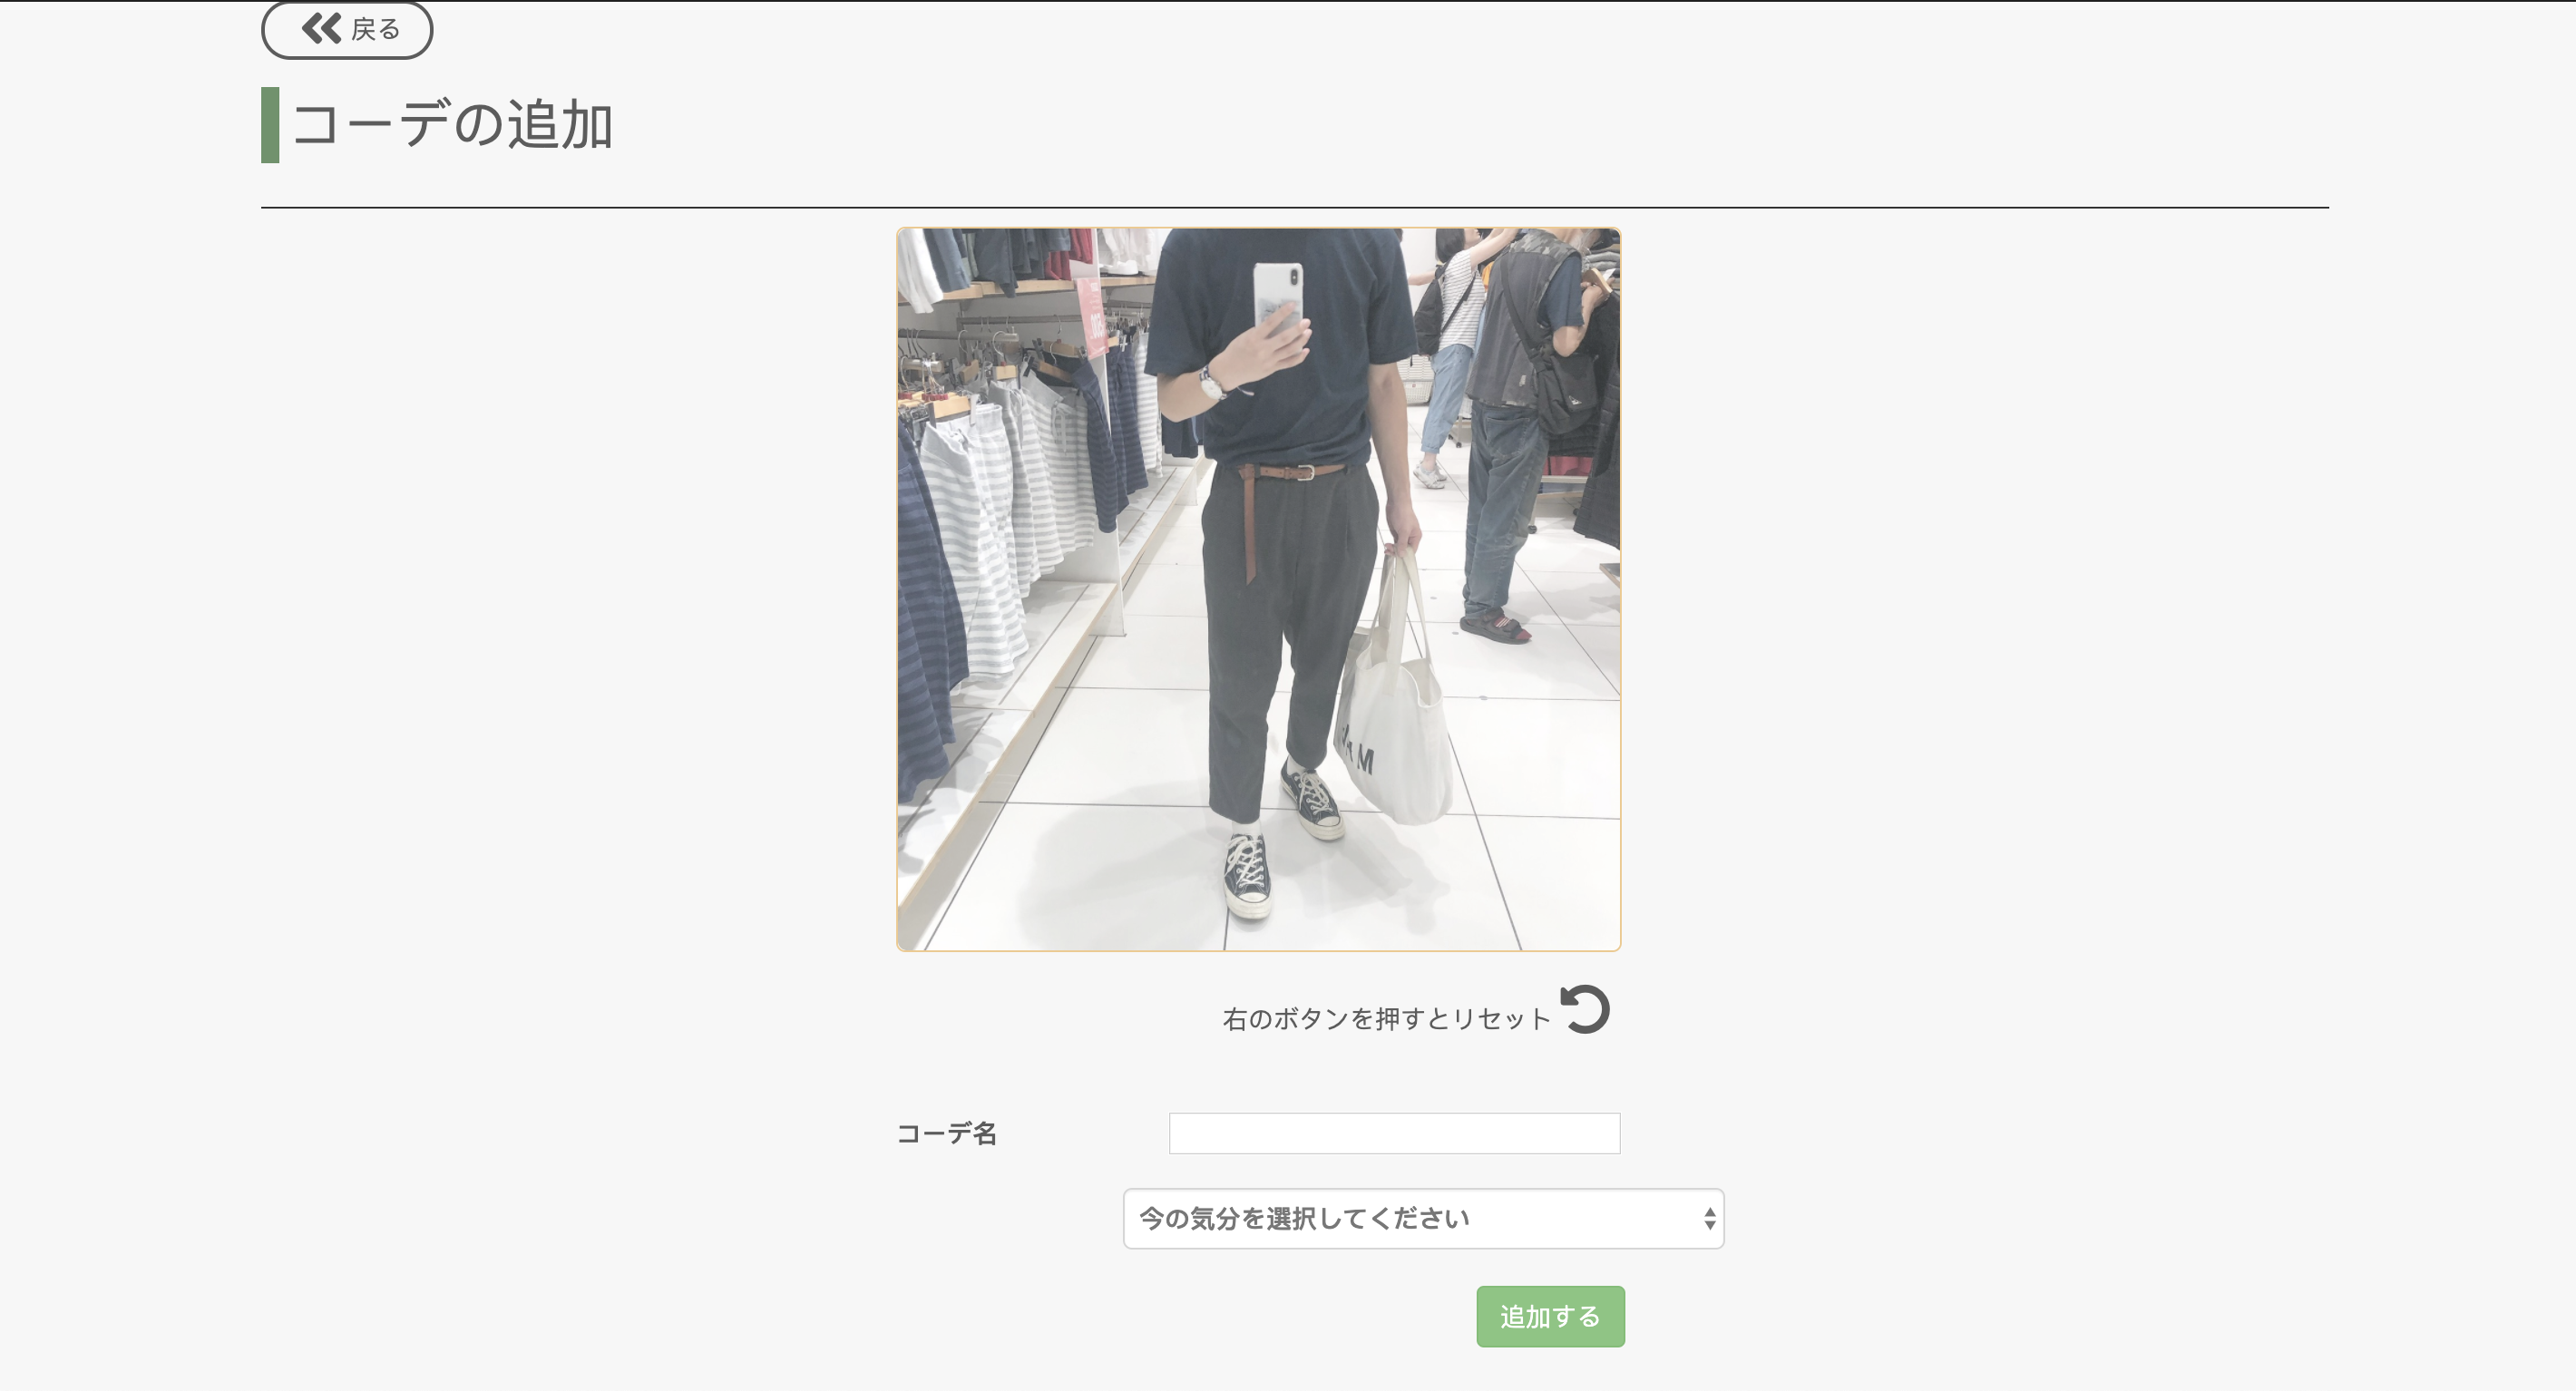 戻る
コーデの追加
右のボタンを押すとリセット
コーデ名
今の気分を選択してください
追加する